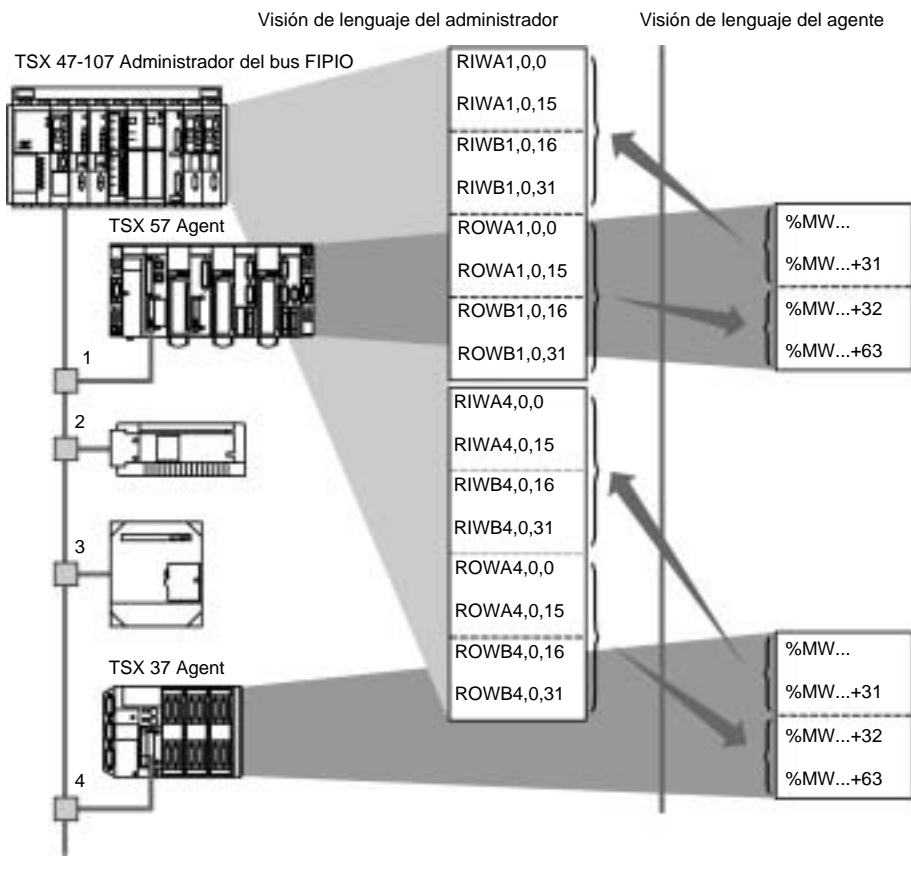 Visión de lenguaje del administrador
Visión de lenguaje del agente
TSX 47-107 Administrador del bus FIPIO
RIWA1,0,0
RIWA1,0,15
RIWB1,0,16
RIWB1,0,31
TSX 57 Agent
ROWA1,0,0
ROWA1,0,15
ROWB1,0,16
ROWB1,0,31
%MW...
%MW...+31
%MW...+32
%MW...+63
1
2
3
RIWA4,0,0
RIWA4,0,15
RIWB4,0,16
RIWB4,0,31
ROWA4,0,0
ROWA4,0,15
ROWB4,0,16
ROWB4,0,31
TSX 37 Agent
4
%MW...
%MW...+31
%MW...+32
%MW...+63